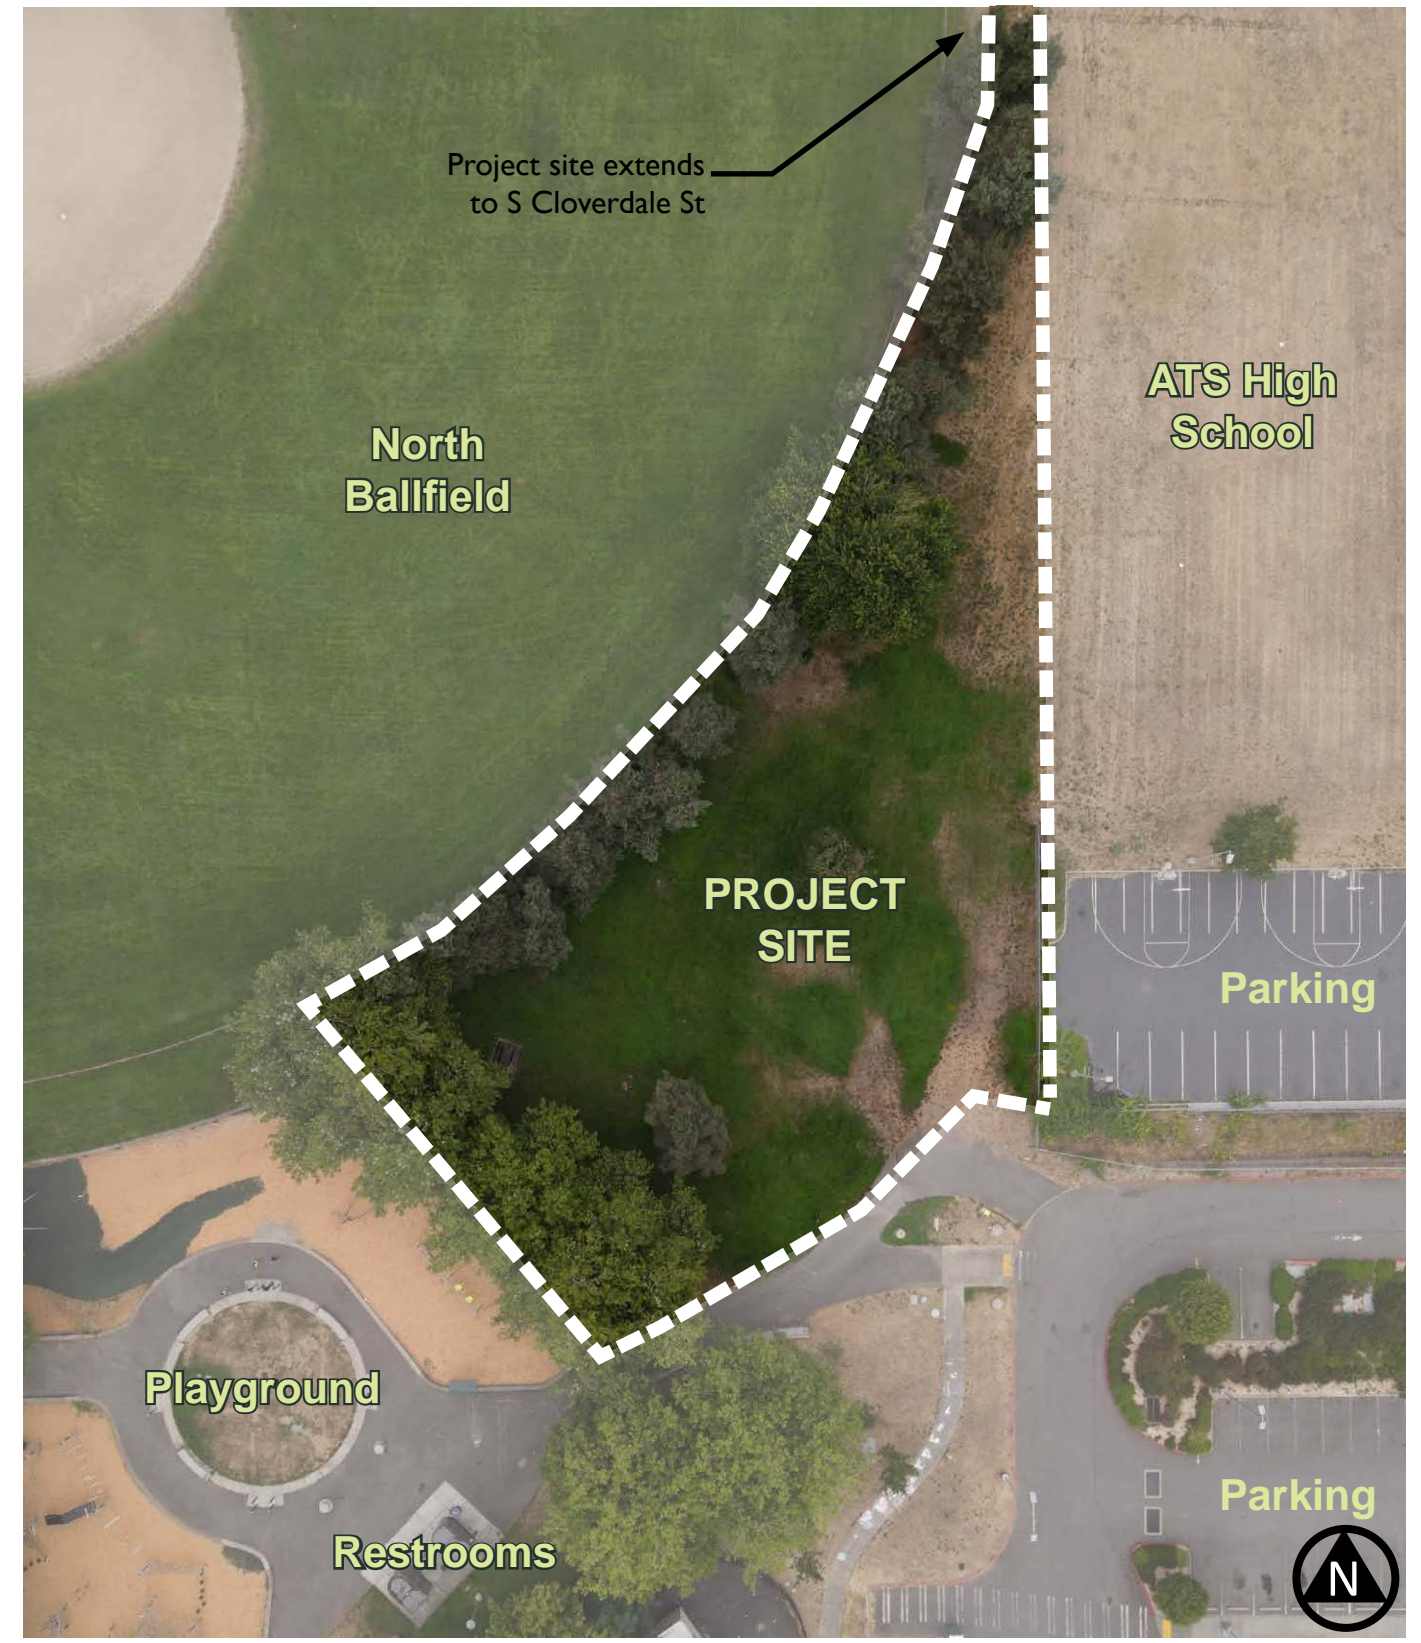 Project site extends
to S Cloverdale St
ATS High
School
North
Ballfield
PROJECT
SITE
Parking
Playground
Parking
Restrooms
N